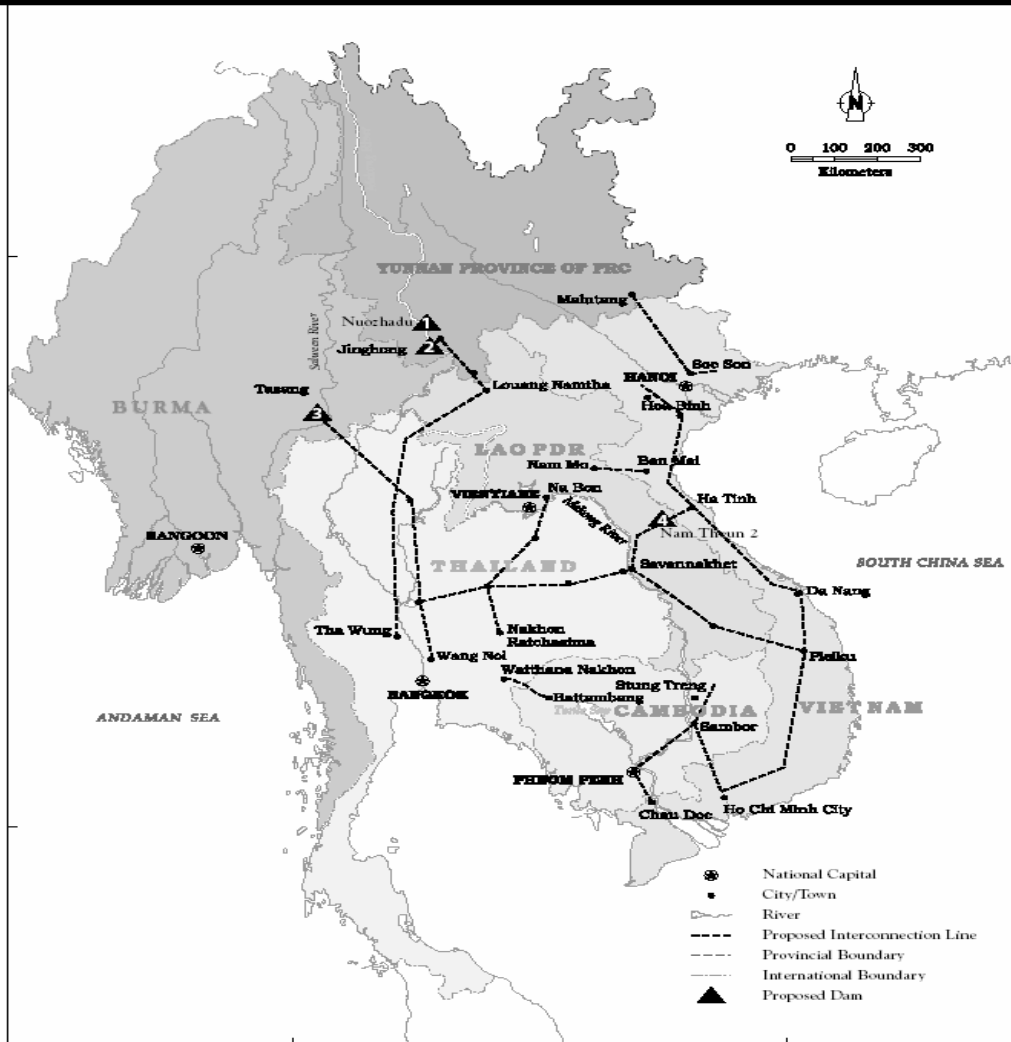 N
0 100 200 300
Kilometers
YUNNAN PROVINCE OF PRC
Malutang
Nuozhadu 1
Jinghong 2
Salween River
Soc Son
HANOI
Tasang
Louang Namtha
Hoa Binh
BURMA
3
LAO PDR
Nam Mo
Ban Mai
VIENTIANE
Na Bon
Ha Tinh
Mekong River
4
Nam Theun 2
RANGOON
THAILAND
Savannakhet
SOUTH CHINA SEA
Da Nang
Tha Wung
Nakhon
Ratchasima
Wang Noi
Pleiku
Watthana Nakhon
BANGKOK
Stung Treng
Battambang
Tonle Sap
CAMBODIA
VIETNAM
ANDAMAN SEA
Sambor
PHNOM PENH
Chau Doc
Ho Chi Minh City
National Capital
City/Town
River
Proposed Interconnection Line
Provincial Boundary
International Boundary
Proposed Dam